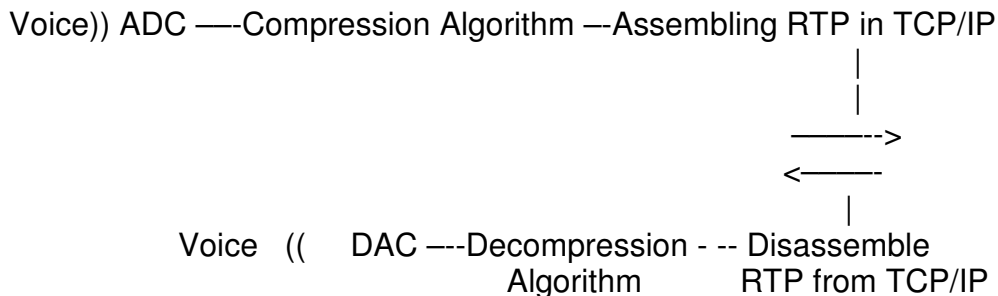 Voice)) ADC –—-Compression Algorithm –-Assembling RTP in TCP/IP
|
|
———-->
<————-
|
Voice (( DAC –---Decompression - -- Disassemble
Algorithm RTP from TCP/IP